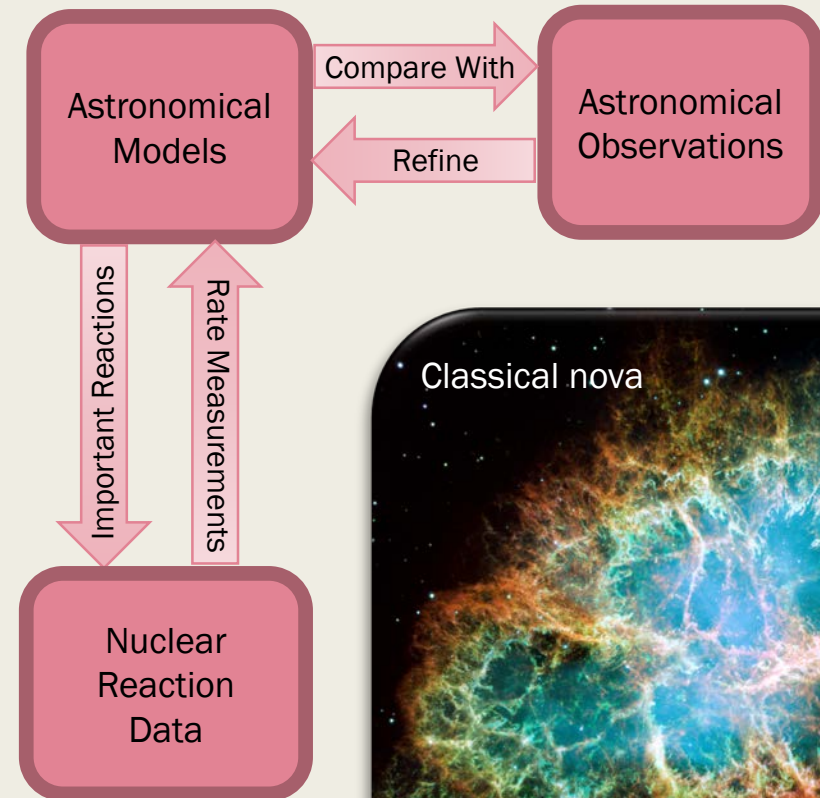 Astronomical
Models
Compare With
Refine
Astronomical
Observations
Important Reactions
Rate Measurements
Classical nova
Nuclear
Reaction
Data